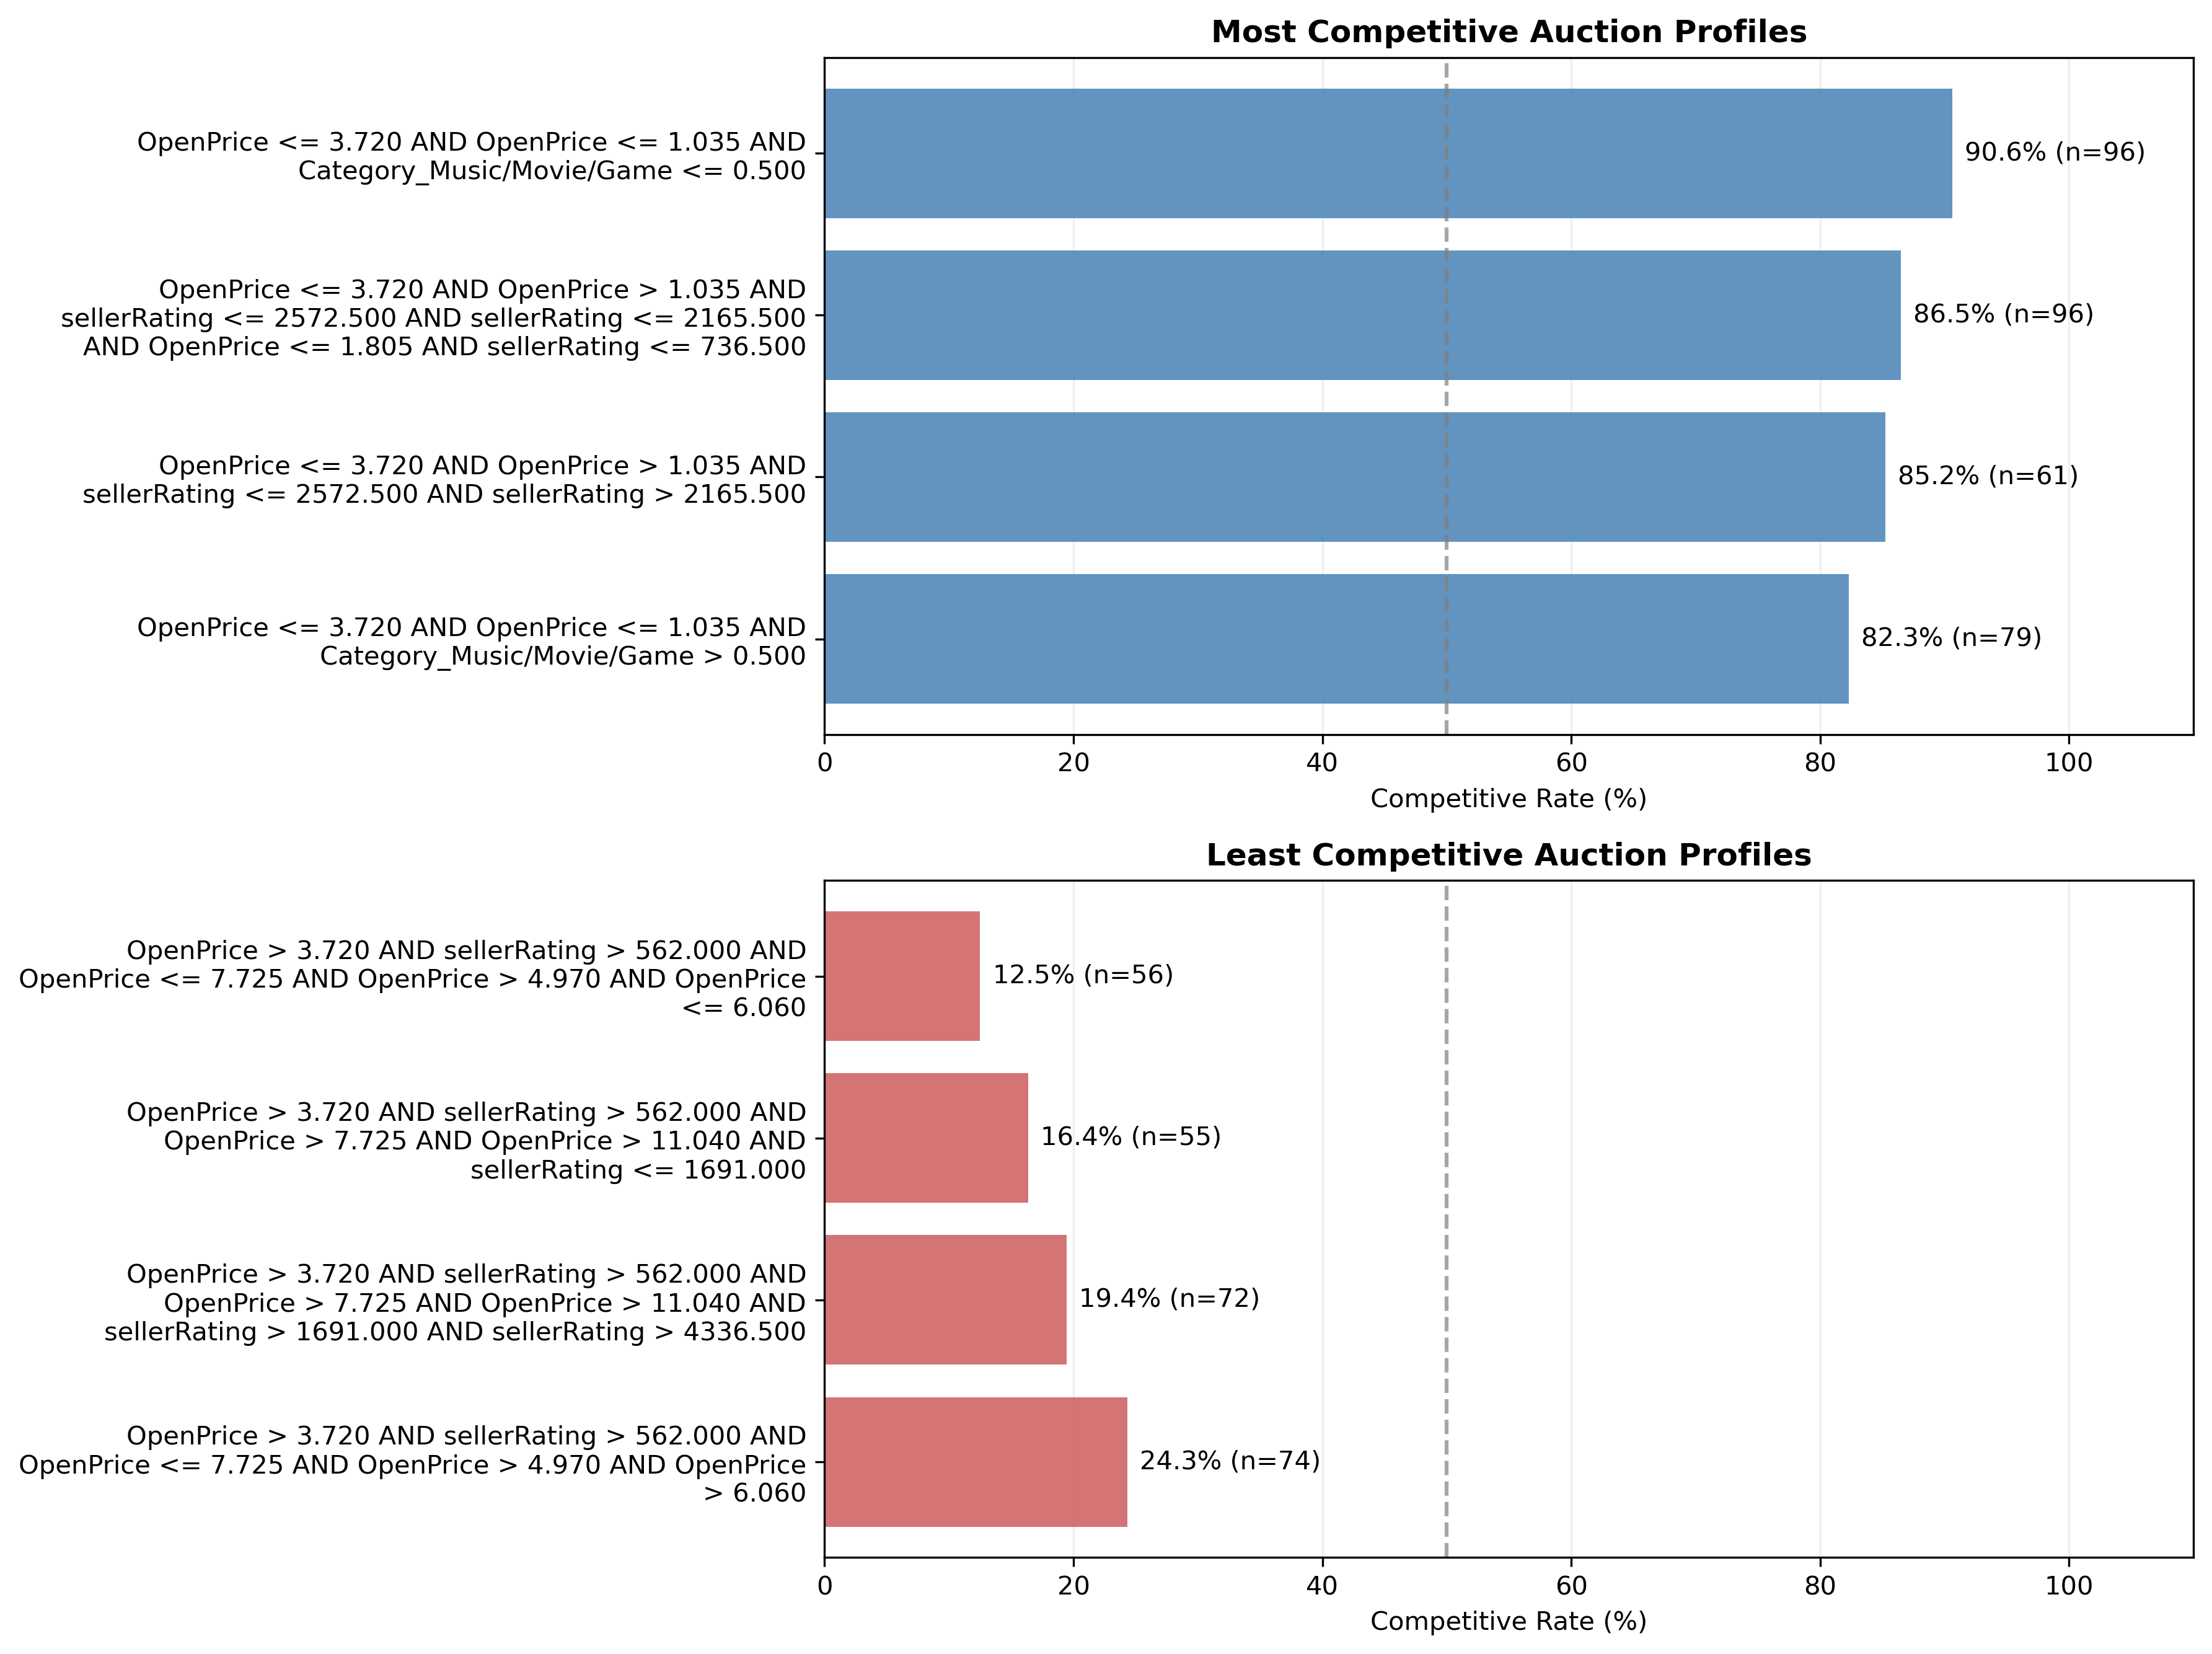 Most Competitive Auction Profiles
OpenPrice <= 3.720 AND OpenPrice <= 1.035 AND
Category_Music/Movie/Game <= 0.500
90.6% (n=96)
OpenPrice <= 3.720 AND OpenPrice > 1.035 AND
sellerRating <= 2572.500 AND sellerRating <= 2165.500
AND OpenPrice <= 1.805 AND sellerRating <= 736.500
86.5% (n=96)
OpenPrice <= 3.720 AND OpenPrice > 1.035 AND
sellerRating <= 2572.500 AND sellerRating > 2165.500
85.2% (n=61)
OpenPrice <= 3.720 AND OpenPrice <= 1.035 AND
Category_Music/Movie/Game > 0.500
82.3% (n=79)
0 20 40 60 80 100
Competitive Rate (%)
Least Competitive Auction Profiles
OpenPrice > 3.720 AND sellerRating > 562.000 AND
OpenPrice <= 7.725 AND OpenPrice > 4.970 AND OpenPrice
<= 6.060
12.5% (n=56)
OpenPrice > 3.720 AND sellerRating > 562.000 AND
OpenPrice > 7.725 AND OpenPrice > 11.040 AND
sellerRating <= 1691.000
16.4% (n=55)
OpenPrice > 3.720 AND sellerRating > 562.000 AND
OpenPrice > 7.725 AND OpenPrice > 11.040 AND
sellerRating > 1691.000 AND sellerRating > 4336.500
19.4% (n=72)
OpenPrice > 3.720 AND sellerRating > 562.000 AND
OpenPrice <= 7.725 AND OpenPrice > 4.970 AND OpenPrice
> 6.060
24.3% (n=74)
0 20 40 60 80 100
Competitive Rate (%)